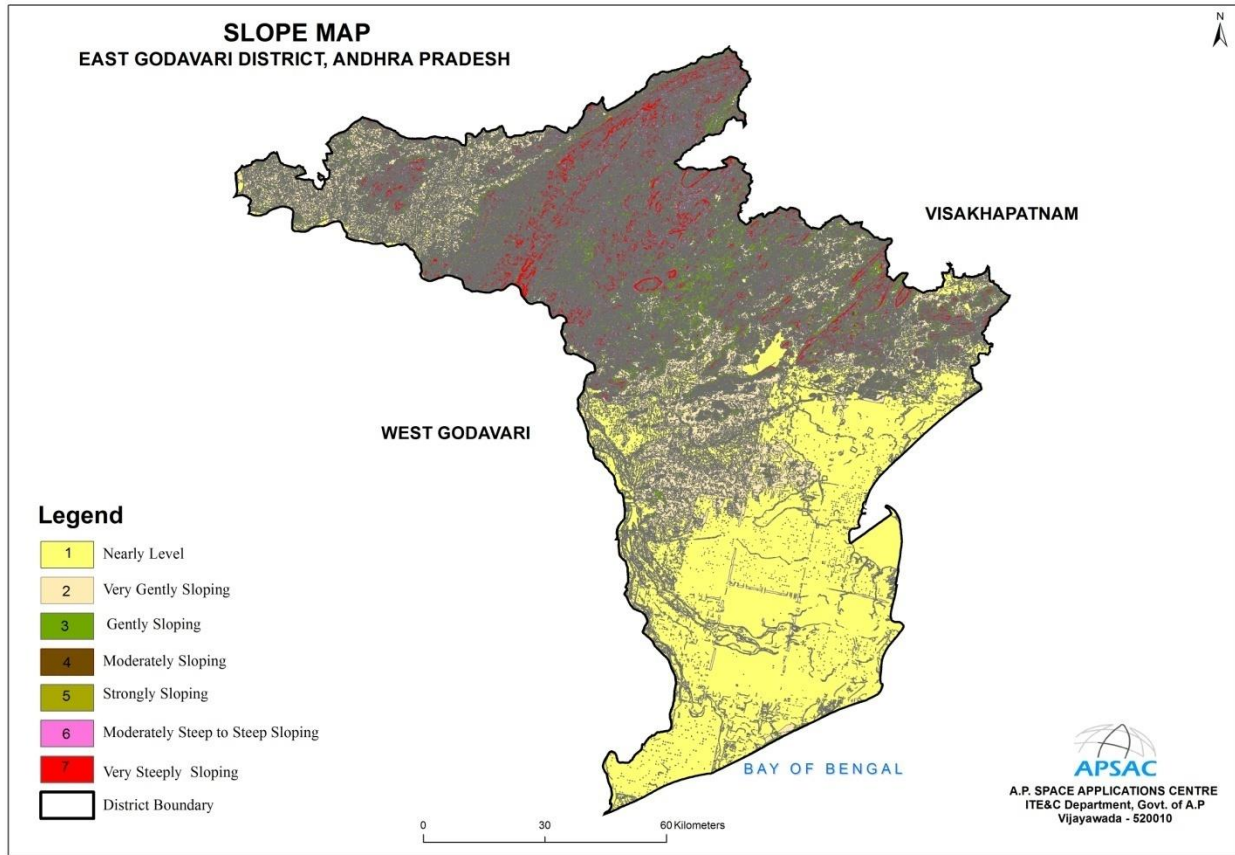 SLOPE MAP
EAST GODAVARI DISTRICT, ANDHRA PRADESH
N
VISAKHAPATNAM
WEST GODAVARI
Legend
1 Nearly Level
2 Very Gently Sloping
3 Gently Sloping
4 Moderately Sloping
5 Strongly Sloping
6 Moderately Steep to Steep Sloping
7 Very Steeply Sloping
District Boundary
BAY OF BENGAL
0 30 60 Kilometers
APSAC
A.P. SPACE APPLICATIONS CENTRE
ITE&C Department, Govt. of A.P
Vijayawada - 520010